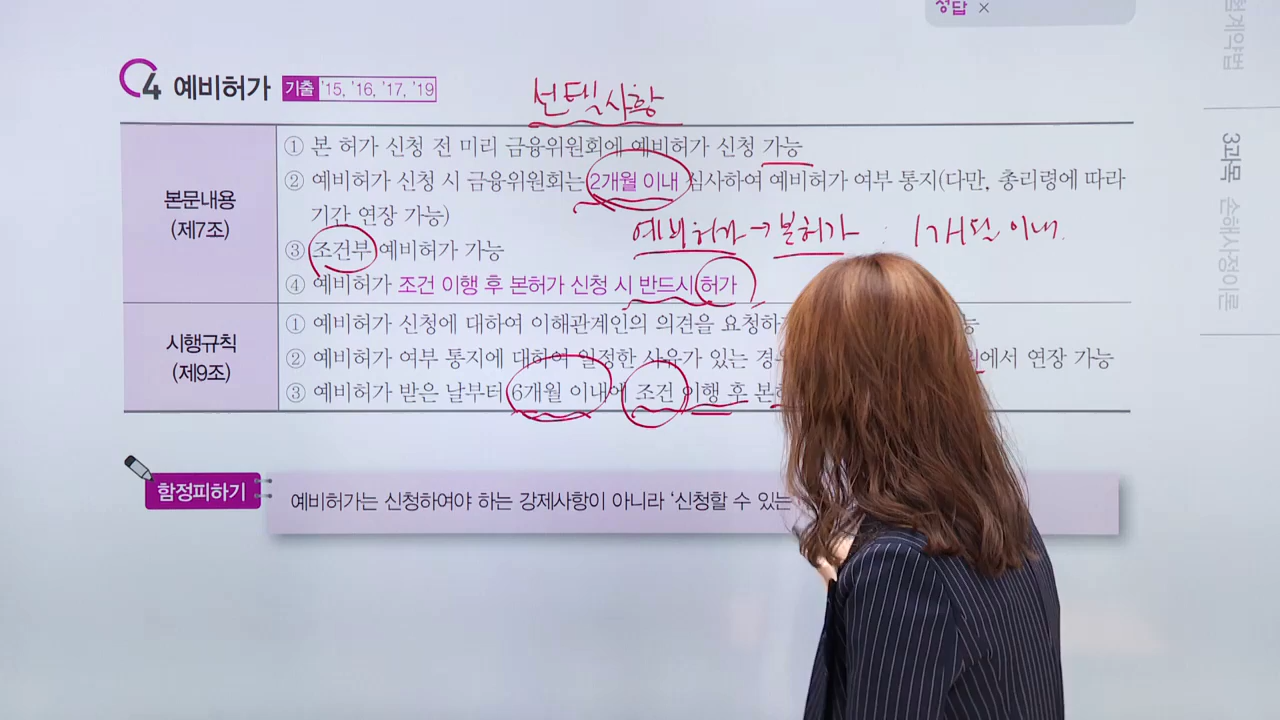 정답 ×
험계약법
4 예비허가 기출 '15, '16, '17, '19
선택사항
본문내용
(제7조)
① 본 허가 신청 전 미리 금융위원회에 예비허가 신청 가능
② 예비허가 신청 시 금융위원회는 2개월 이내 심사하여 예비허가 여부 통지(다만, 총리령에 따라
기간 연장 가능)
예비허가 → 본허가 : 1개월 이내.
③ 조건부 예비허가 가능
④ 예비허가 조건 이행 후 본허가 신청 시 반드시 허가
3과목 손해사정이론
시행규칙
(제9조)
① 예비허가 신청에 대하여 이해관계인의 의견을 요청하
② 예비허가 여부 통지에 대하여 일정한 사유가 있는 경 에서 연장 가능
③ 예비허가 받은 날부터 6개월 이내에 조건 이행 후 본
함정피하기
예비허가는 신청하여야 하는 강제사항이 아니라 '신청할 수 있는